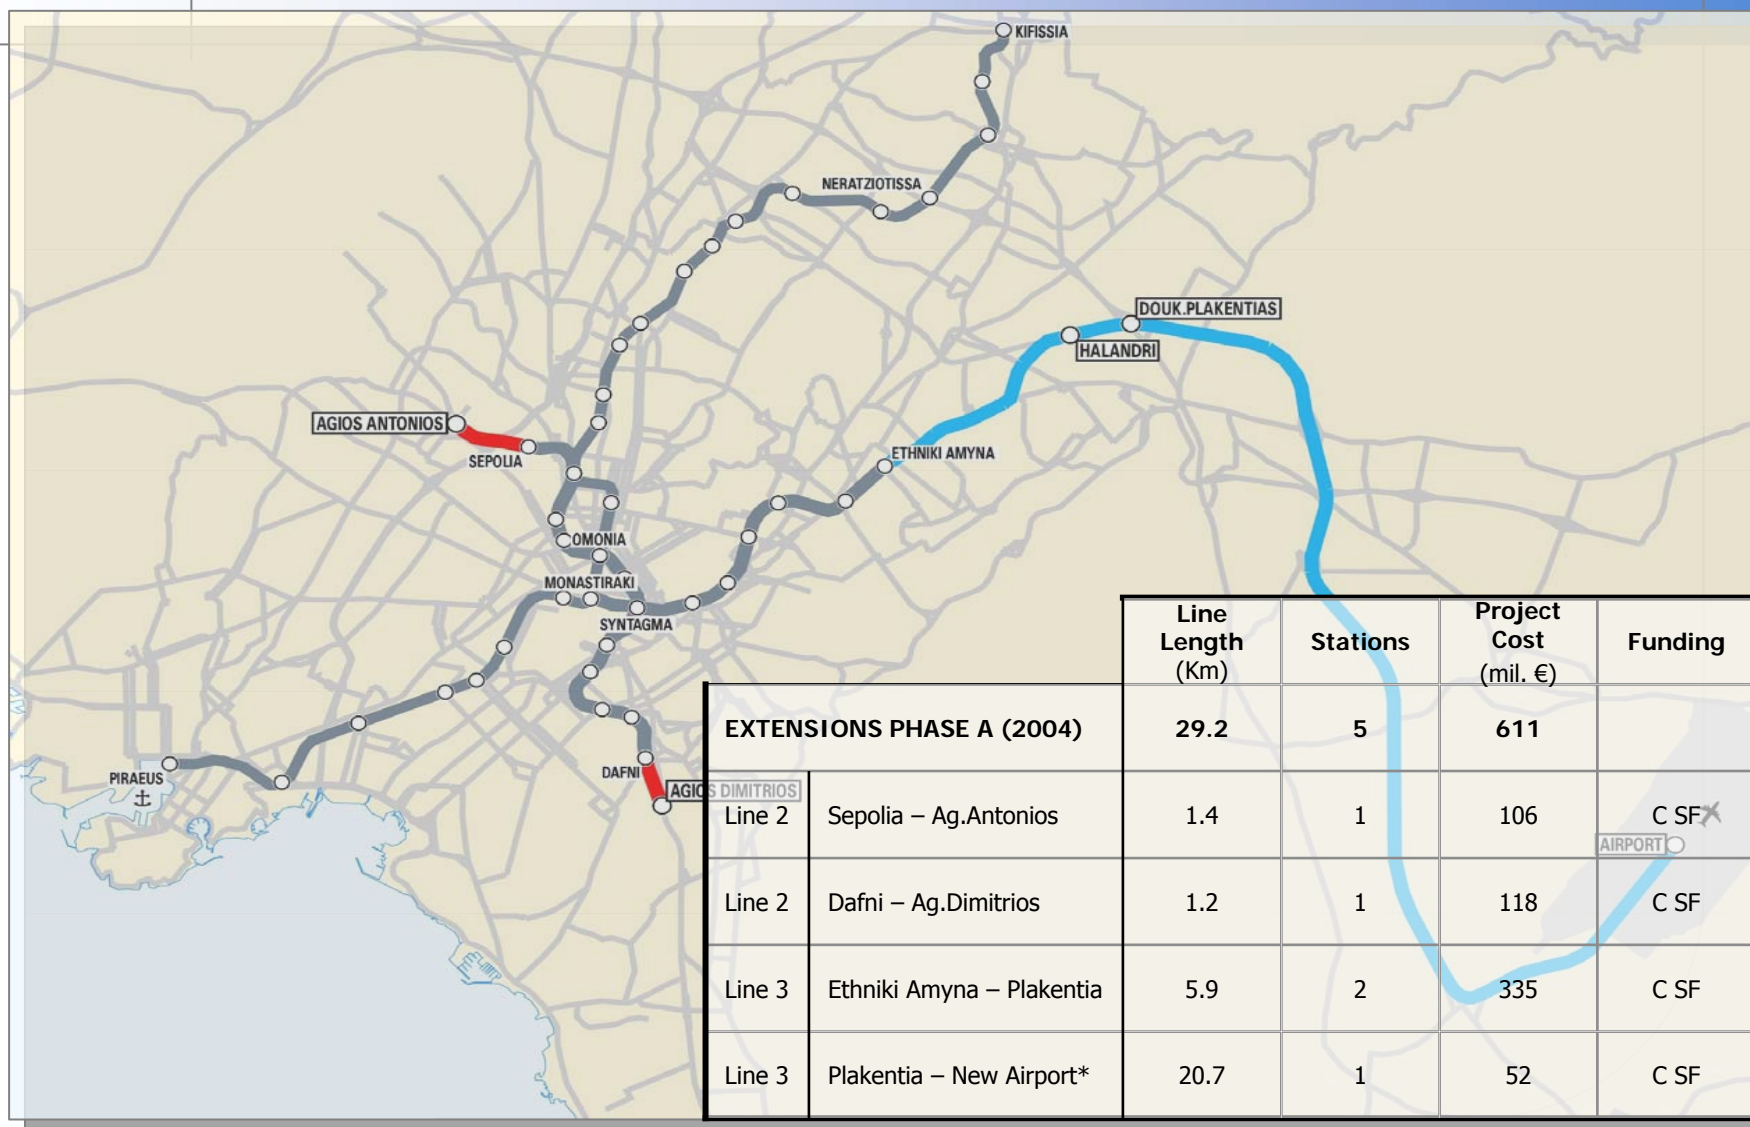 KIFISSIA
NERATZIOTISSA
DOUK.PLAKENTIAS
HALANDRI
AGIOS ANTONIOS
SEPOLIA
ETHNIKI AMYNA
OMONIA
MONASTIRAKI
SYNTAGMA
PIRAEUS
DAFNI
AGIOS DIMITRIOS
AIRPORT
Line Length (Km) Stations Project Cost (mil. €) Funding
EXTENSIONS PHASE A (2004) 29.2 5 611
Line 2 Sepolia – Ag.Antonios 1.4 1 106 C SF
Line 2 Dafni – Ag.Dimitrios 1.2 1 118 C SF
Line 3 Ethniki Amyna – Plakentia 5.9 2 335 C SF
Line 3 Plakentia – New Airport* 20.7 1 52 C SF